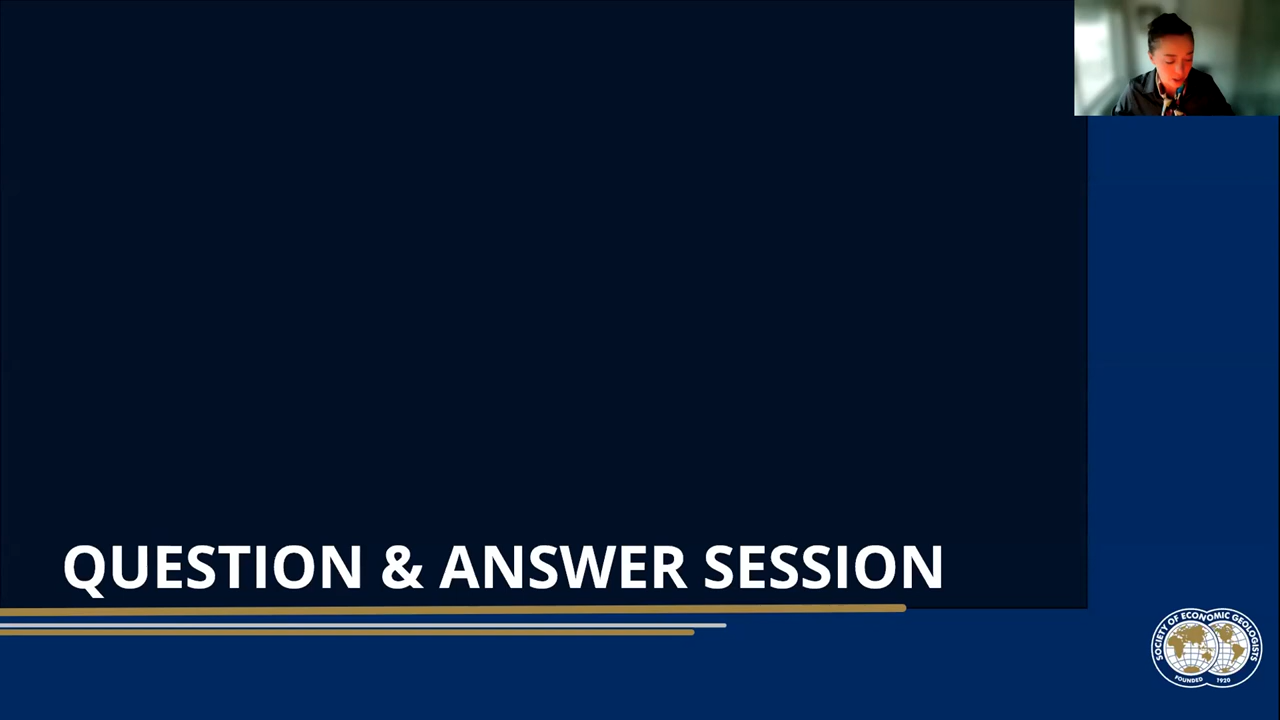 QUESTION & ANSWER SESSION
SOCIETY OF ECONOMIC GEOLOGISTS
FOUNDED 1920